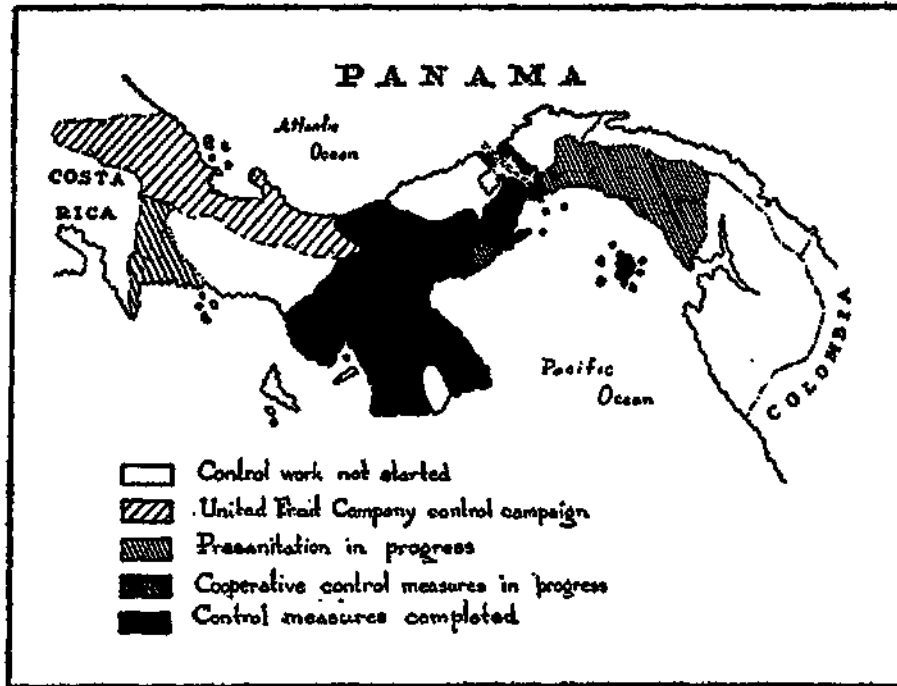 PANAMA
Atlantic
Ocean
COSTA
RICA
Pacific
Ocean
COLOMBIA
Control work not started
United Fruit Company control campaign
Presanitation in progress
Cooperative control measures in progress
Control measures completed